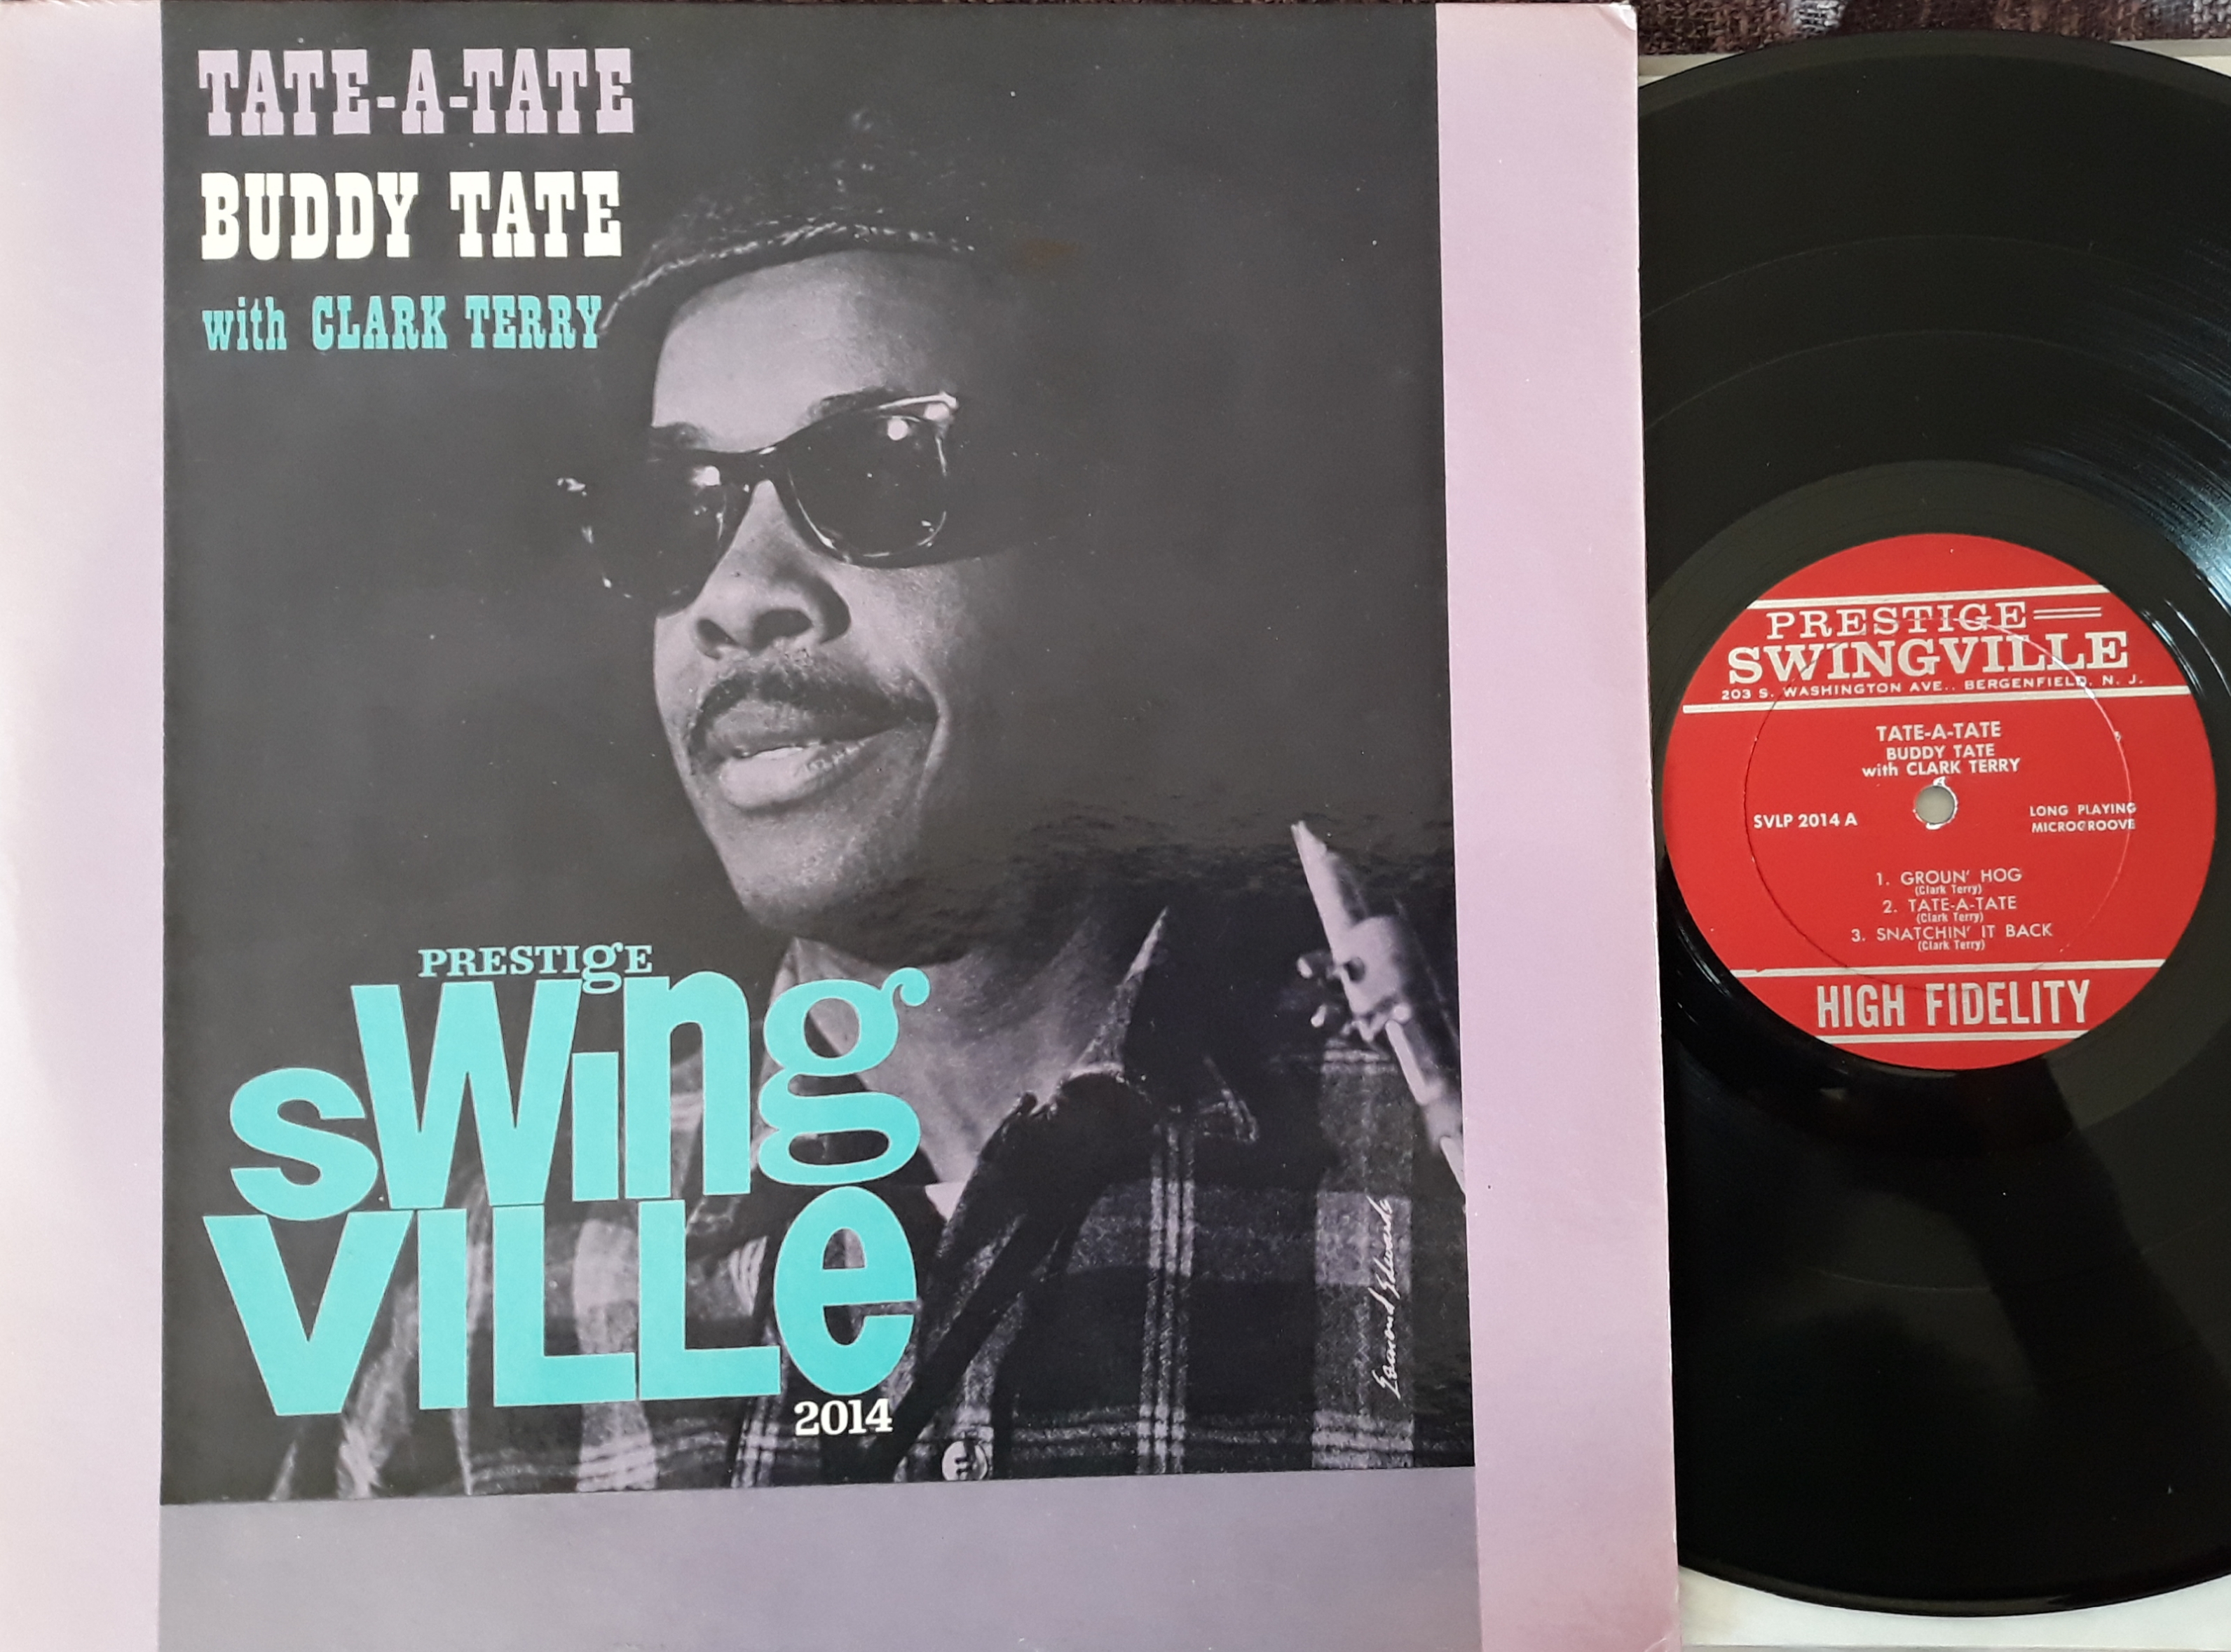 TATE-A-TATE
BUDDY TATE
with CLARK TERRY
PRESTIgE
swing
VILLe
2014
Esmond Edwards
PRESTIGE
SWINGVILLE
203 S. WASHINGTON AVE., BERGENFIELD, N. J.
TATE-A-TATE
BUDDY TATE
with CLARK TERRY
SVLP 2014 A
LONG PLAYING
MICROGROOVE
1. GROUN' HOG
(Clark Terry)
2. TATE-A-TATE
(Clark Terry)
3. SNATCHIN' IT BACK
(Clark Terry)
HIGH FIDELITY